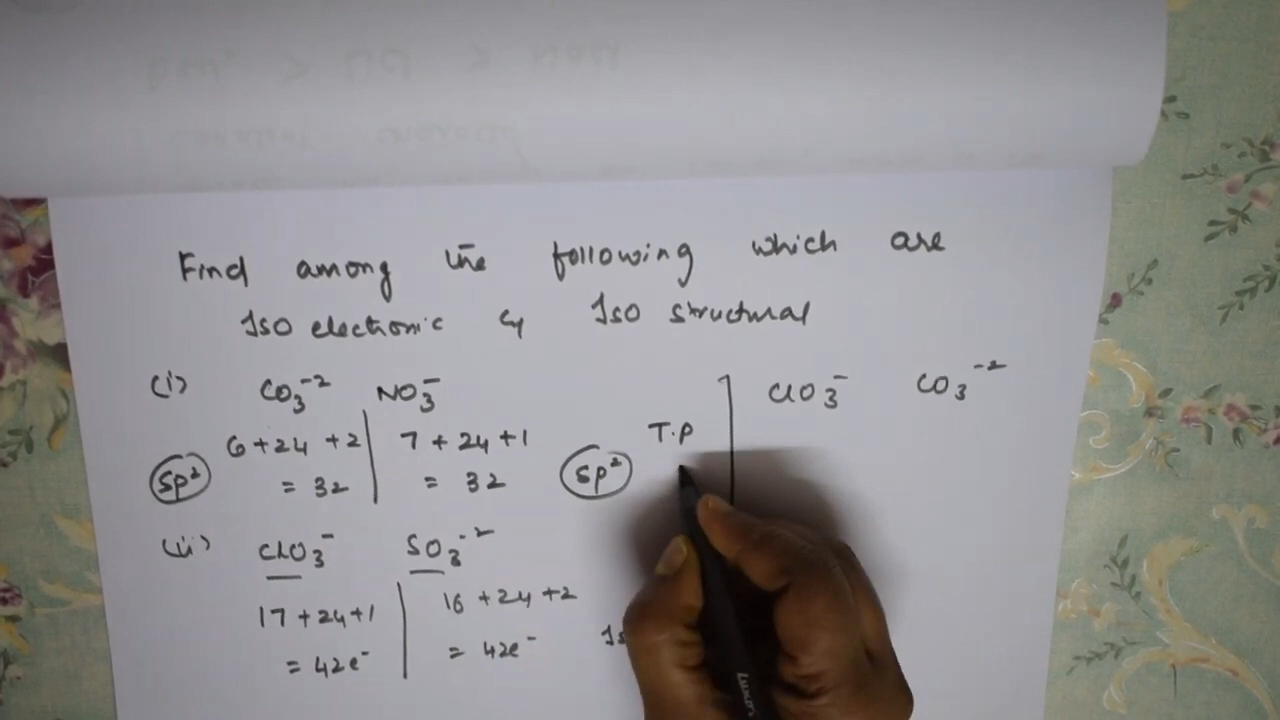 Find among the following which are
Iso electronic & Iso structural
(i) CO₃⁻² NO₃⁻
6+24+2 | 7+24+1
sp² = 32 | = 32 sp² T.P
ClO₃⁻ CO₃⁻²
(ii) ClO₃⁻ SO₃⁻²
17+24+1 | 16+24+2
= 42e⁻ | = 42e⁻
Luxor